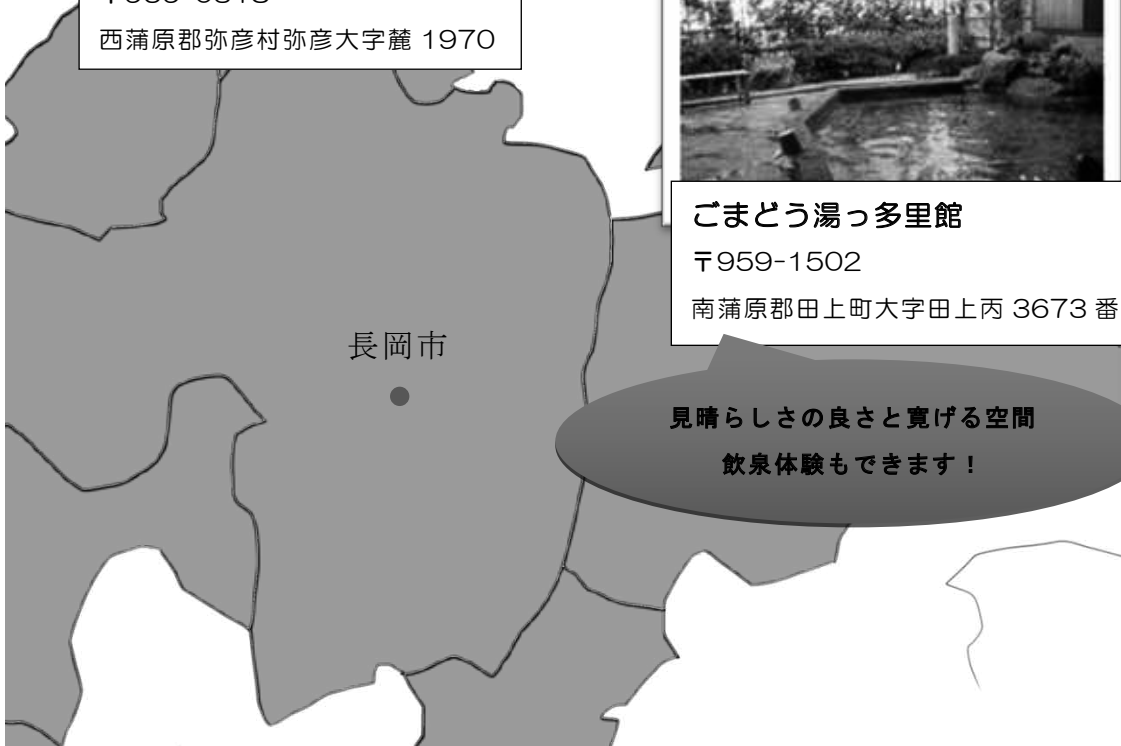 西蒲原郡弥彦村弥彦大字麓 1970
ごまどう湯っ多里館
〒959-1502
南蒲原郡田上町大字田上丙 3673 番
長岡市
見晴らしさの良さと寛げる空間
飲泉体験もできます！